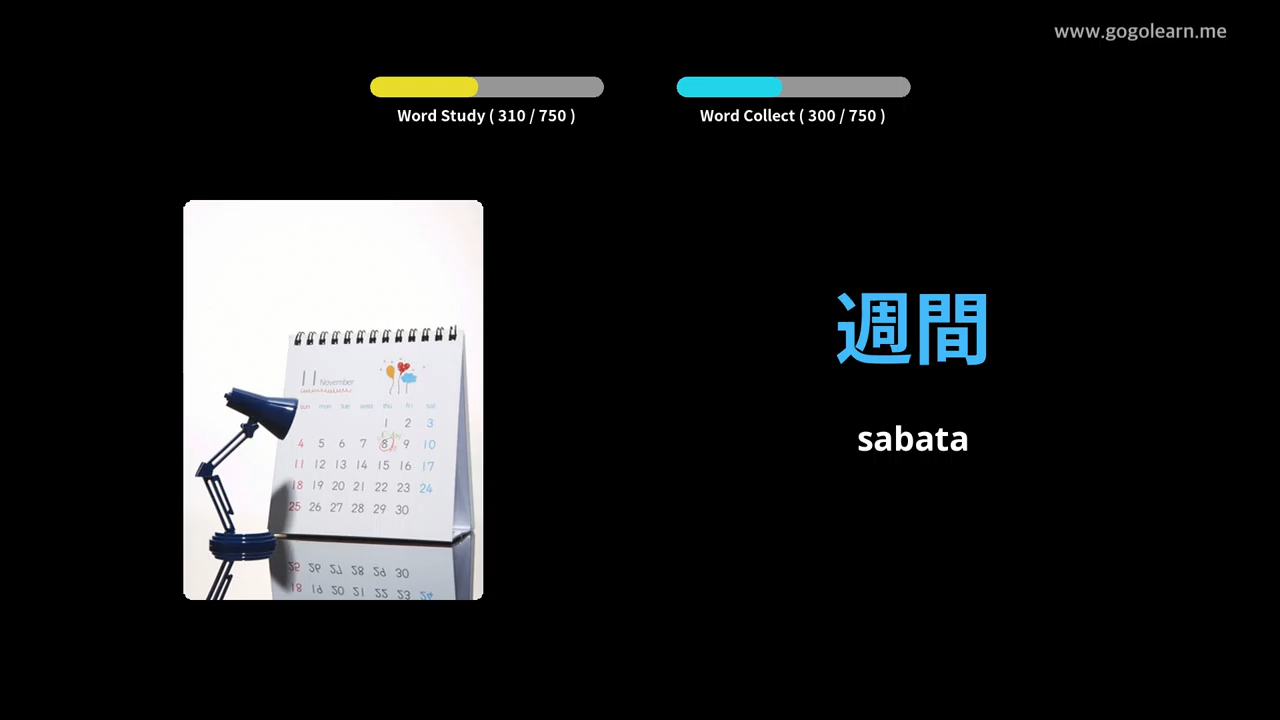 www.gogolearn.me
Word Study ( 310 / 750 )
Word Collect ( 300 / 750 )
週間
sabata
11 November
sun mon tue wed thu fri sat
1 2 3
4 5 6 7 8 9 10
11 12 13 14 15 16 17
18 19 20 21 22 23 24
25 26 27 28 29 30